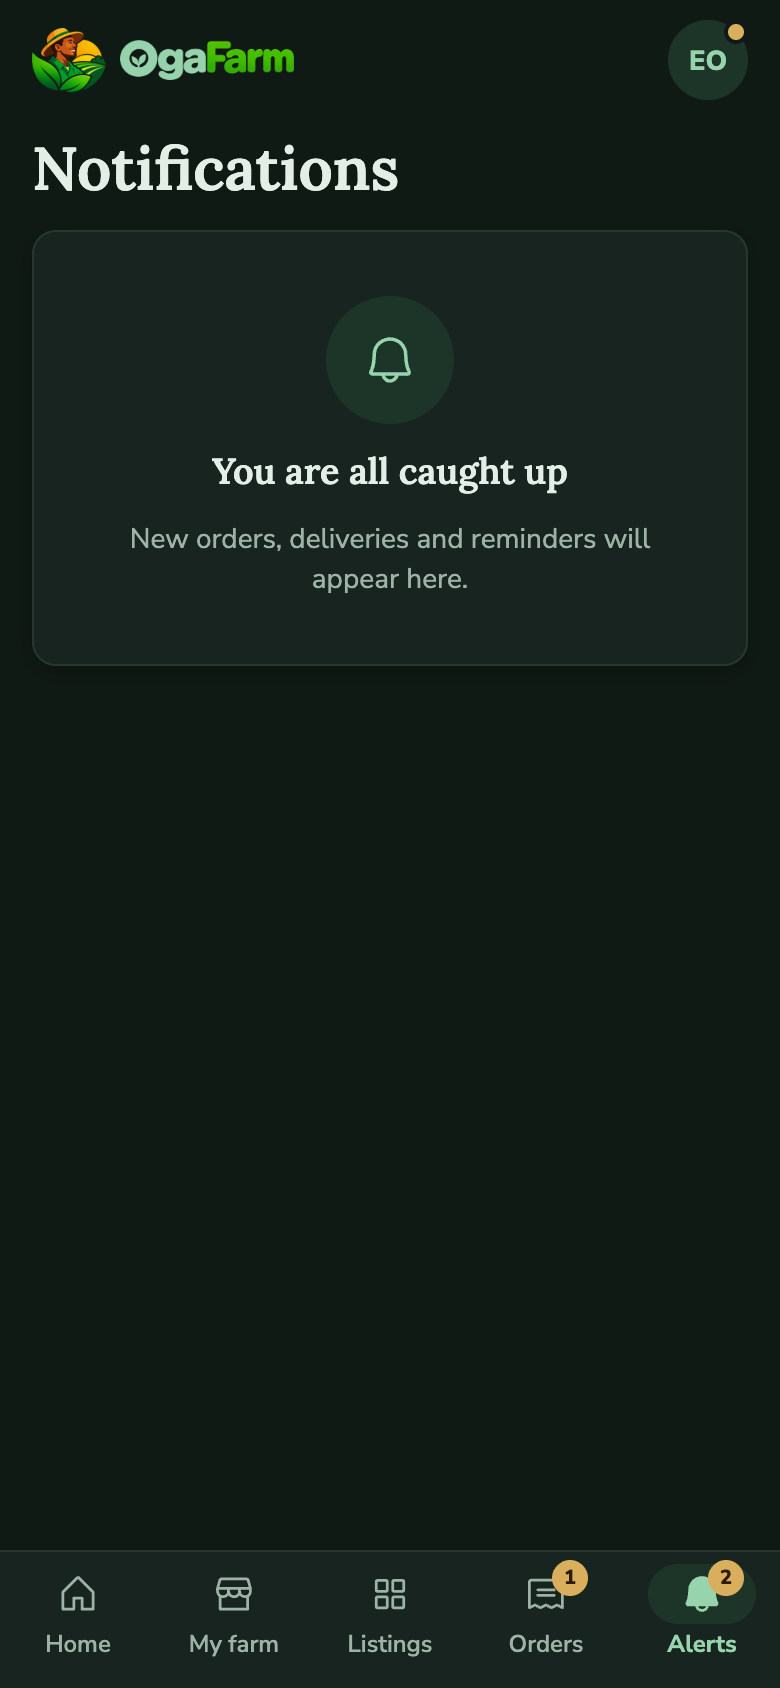 OgaFarm
EO
Notifications
You are all caught up
New orders, deliveries and reminders will
appear here.
1
2
Home
My farm
Listings
Orders
Alerts